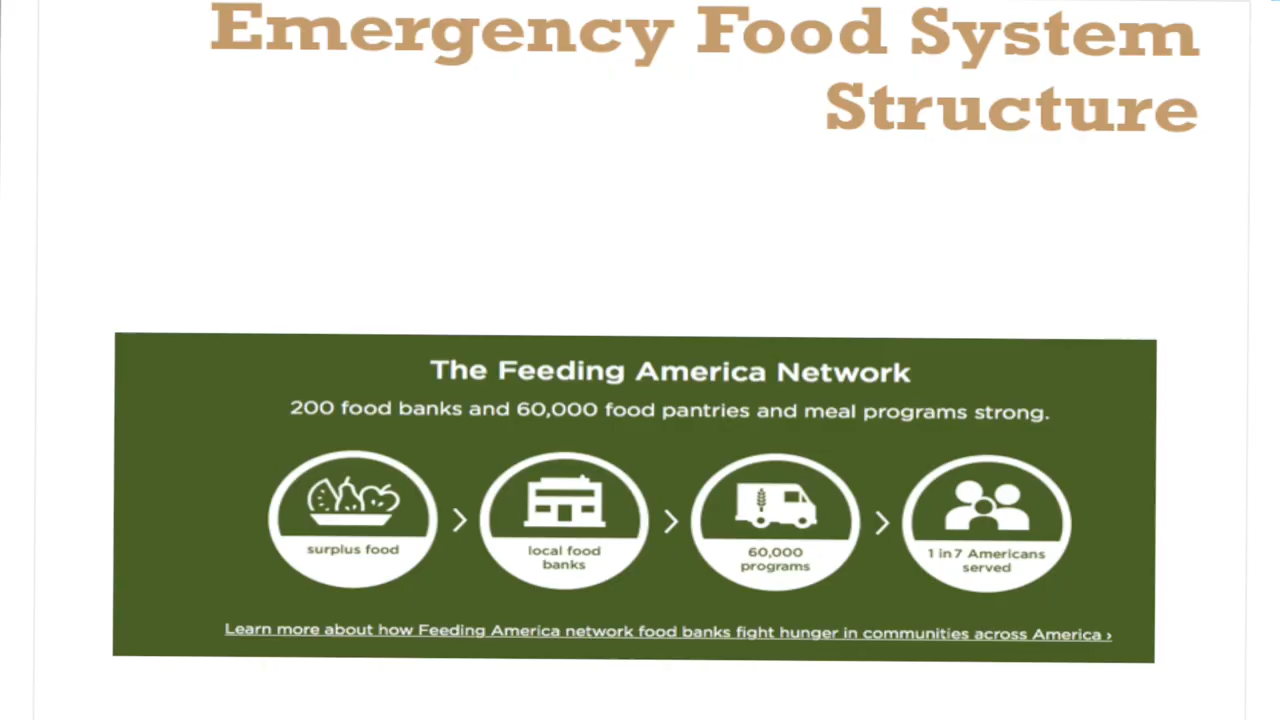 Emergency Food System
Structure
The Feeding America Network
200 food banks and 60,000 food pantries and meal programs strong.
surplus food
local food
banks
60,000
programs
1 in 7 Americans
served
Learn more about how Feeding America network food banks fight hunger in communities across America ›